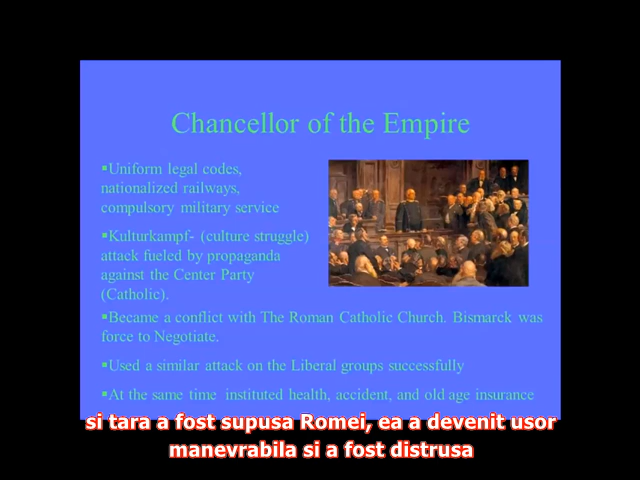 Chancellor of the Empire
▪Uniform legal codes,
nationalized railways,
compulsory military service
▪Kulturkampf- (culture struggle)
attack fueled by propaganda
against the Center Party
(Catholic).
▪Became a conflict with The Roman Catholic Church. Bismarck was
force to Negotiate.
▪Used a similar attack on the Liberal groups successfully
▪At the same time instituted health, accident, and old age insurance
si tara a fost supusa Romei, ea a devenit usor
manevrabila si a fost distrusa